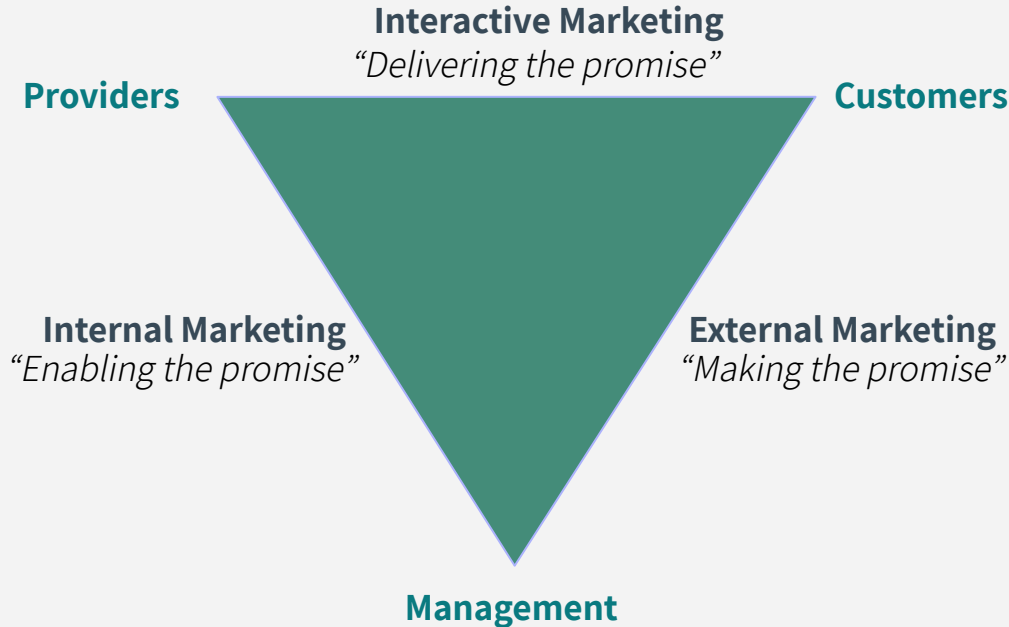 Interactive Marketing
“Delivering the promise”
Providers
Customers
Internal Marketing
“Enabling the promise”
External Marketing
“Making the promise”
Management